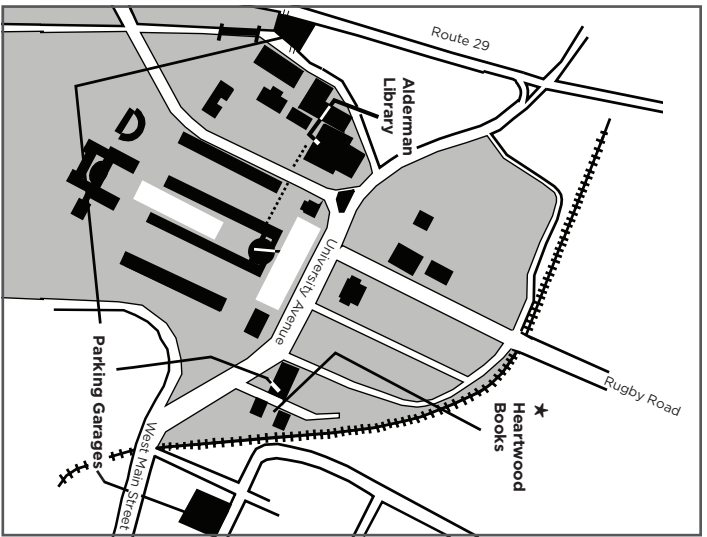 Route 29
Alderman
Library
University Avenue
Parking Garages
Heartwood
Books
Rugby Road
West Main Street